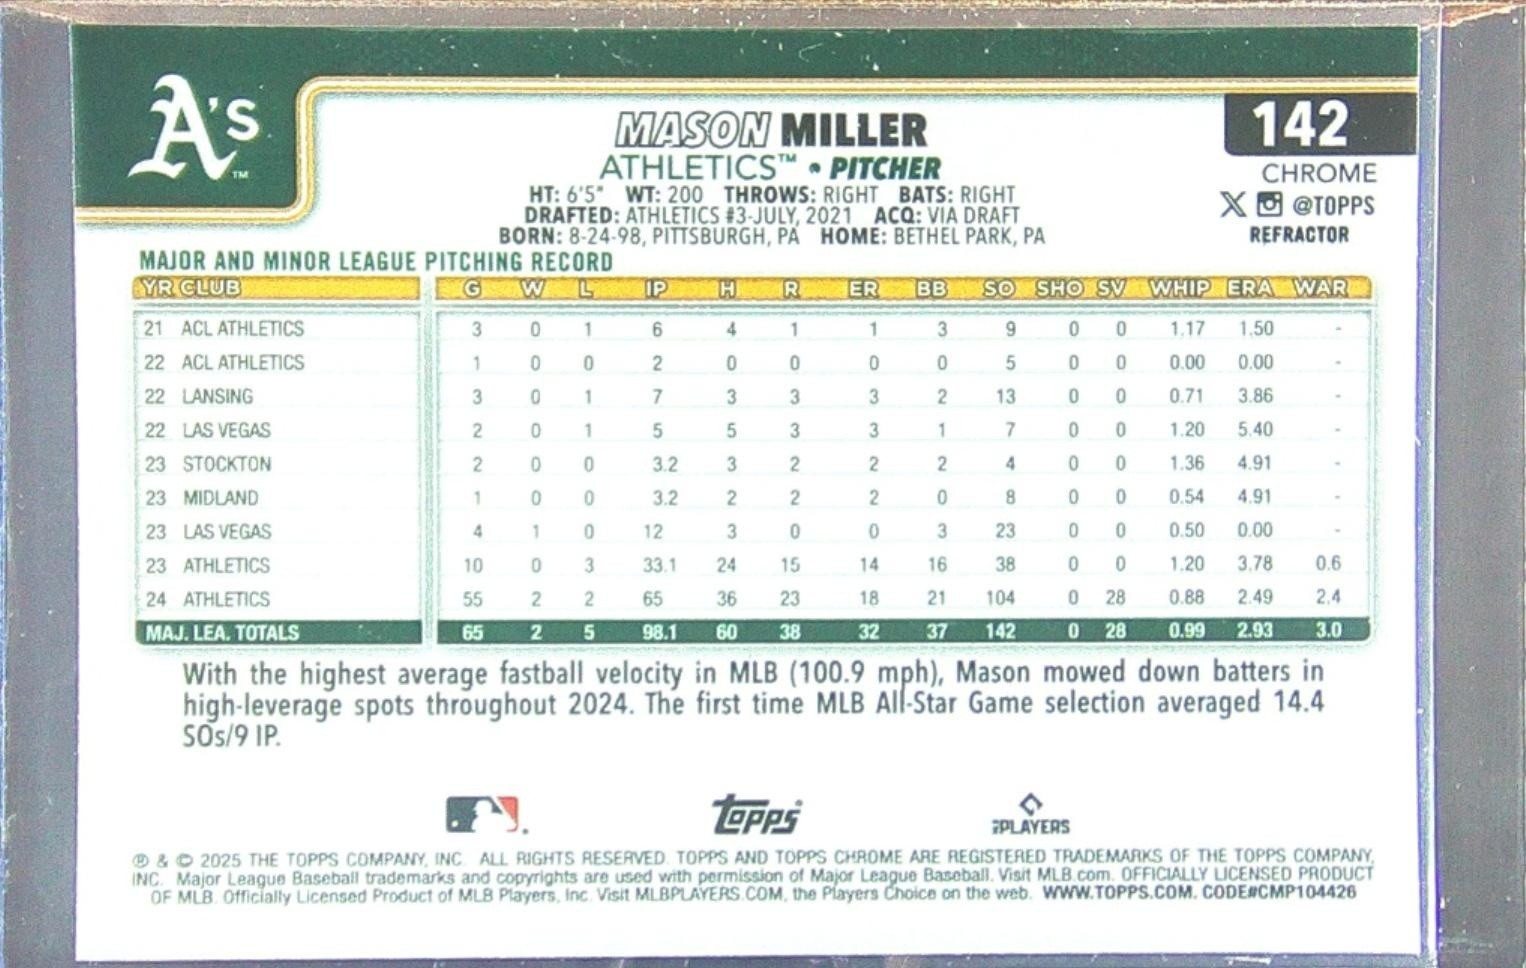 A's™
142
MASON MILLER
ATHLETICS™ • PITCHER
CHROME
HT: 6'5" WT: 200 THROWS: RIGHT BATS: RIGHT
X @TOPPS
DRAFTED: ATHLETICS #3-JULY, 2021 ACQ: VIA DRAFT
BORN: 8-24-98, PITTSBURGH, PA HOME: BETHEL PARK, PA
REFRACTOR
MAJOR AND MINOR LEAGUE PITCHING RECORD
YR CLUB G W L IP H R ER BB SO SHO SV WHIP ERA WAR
21 ACL ATHLETICS 3 0 1 6 4 1 1 3 9 0 0 1.17 1.50 -
22 ACL ATHLETICS 1 0 0 2 0 0 0 0 5 0 0 0.00 0.00 -
22 LANSING 3 0 1 7 3 3 3 2 13 0 0 0.71 3.86 -
22 LAS VEGAS 2 0 1 5 5 3 3 1 7 0 0 1.20 5.40 -
23 STOCKTON 2 0 0 3.2 3 2 2 2 4 0 0 1.36 4.91 -
23 MIDLAND 1 0 0 3.2 2 2 2 0 8 0 0 0.54 4.91 -
23 LAS VEGAS 4 1 0 12 3 0 0 3 23 0 0 0.50 0.00 -
23 ATHLETICS 10 0 3 33.1 24 15 14 16 38 0 0 1.20 3.78 0.6
24 ATHLETICS 55 2 2 65 36 23 18 21 104 0 28 0.88 2.49 2.4
MAJ. LEA. TOTALS 65 2 5 98.1 60 38 32 37 142 0 28 0.99 2.93 3.0
With the highest average fastball velocity in MLB (100.9 mph), Mason mowed down batters in
high-leverage spots throughout 2024. The first time MLB All-Star Game selection averaged 14.4
SOs/9 IP.
Topps
PLAYERS
® & © 2025 THE TOPPS COMPANY, INC. ALL RIGHTS RESERVED. TOPPS AND TOPPS CHROME ARE REGISTERED TRADEMARKS OF THE TOPPS COMPANY,
INC. Major League Baseball trademarks and copyrights are used with permission of Major League Baseball. Visit MLB.com. OFFICIALLY LICENSED PRODUCT
OF MLB. Officially Licensed Product of MLB Players, Inc. Visit MLBPLAYERS.COM, the Players Choice on the web. WWW.TOPPS.COM. CODE#CMP104426